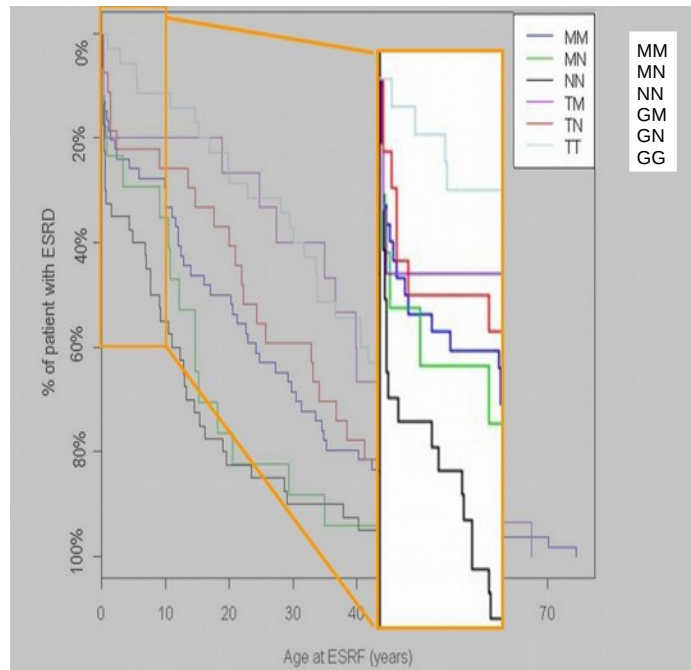 0%
20%
40%
60%
80%
100%
% of patient with ESRD
0
10
20
30
40
70
Age at ESRF (years)
MM
MN
NN
TM
TN
TT
MM
MN
NN
GM
GN
GG